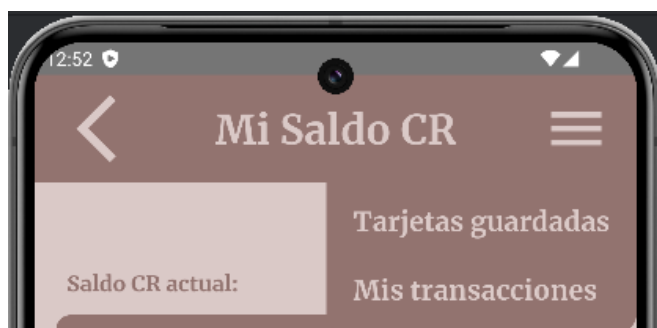 12:52
Mi Saldo CR
Tarjetas guardadas
Saldo CR actual:
Mis transacciones